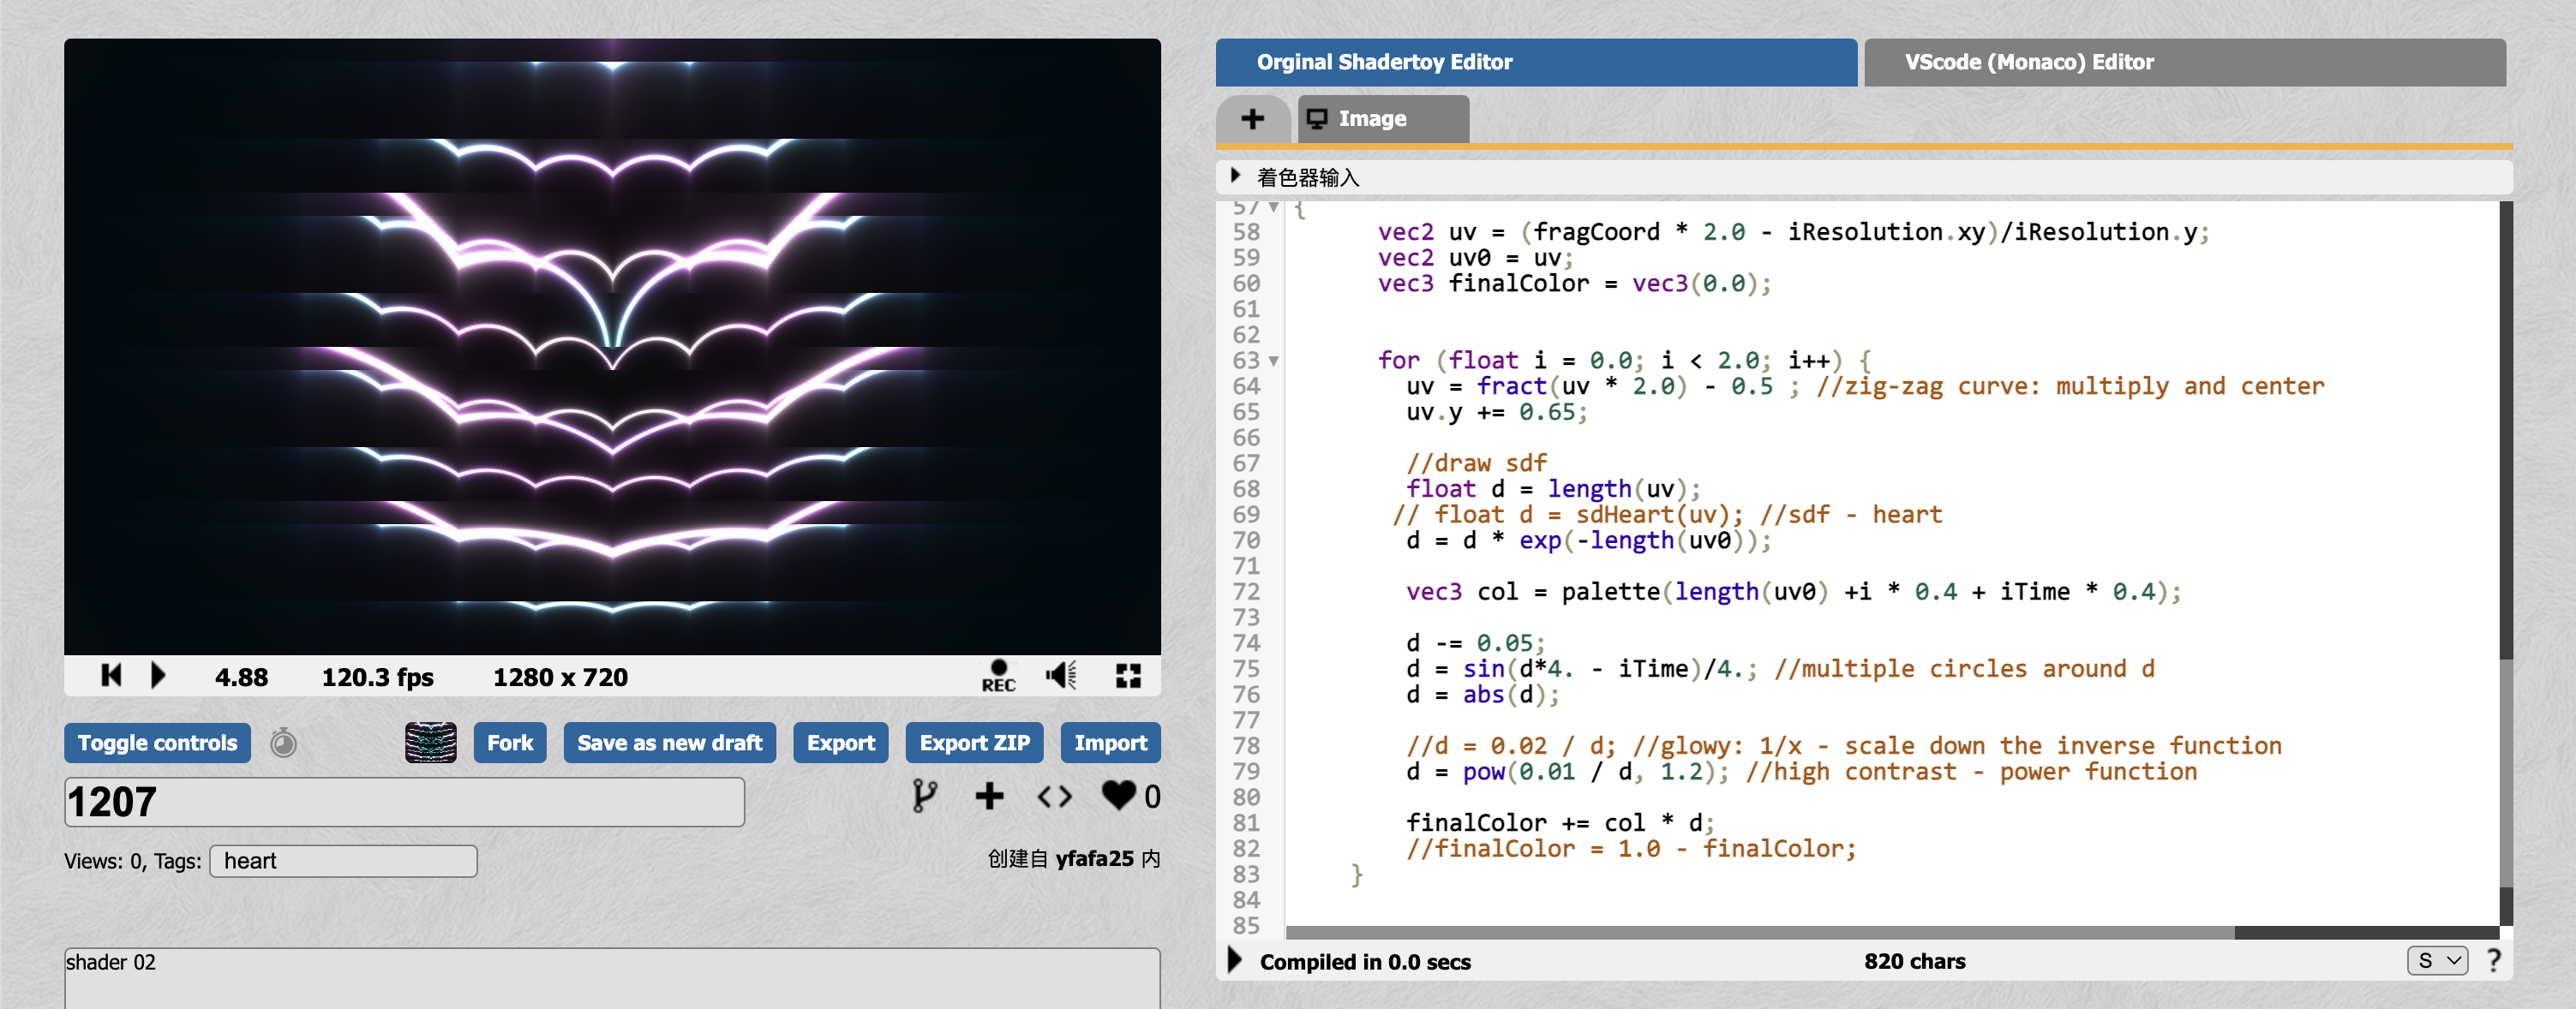 Orginal Shadertoy Editor
VScode (Monaco) Editor
+
Image
着色器输入
57 {
58 vec2 uv = (fragCoord * 2.0 - iResolution.xy)/iResolution.y;
59 vec2 uv0 = uv;
60 vec3 finalColor = vec3(0.0);
61
62
63 for (float i = 0.0; i < 2.0; i++) {
64 uv = fract(uv * 2.0) - 0.5 ; //zig-zag curve: multiply and center
65 uv.y += 0.65;
66
67 //draw sdf
68 float d = length(uv);
69 // float d = sdHeart(uv); //sdf - heart
70 d = d * exp(-length(uv0));
71
72 vec3 col = palette(length(uv0) +i * 0.4 + iTime * 0.4);
73
74 d -= 0.05;
75 d = sin(d*4. - iTime)/4.; //multiple circles around d
76 d = abs(d);
77
78 //d = 0.02 / d; //glowy: 1/x - scale down the inverse function
79 d = pow(0.01 / d, 1.2); //high contrast - power function
80
81 finalColor += col * d;
82 //finalColor = 1.0 - finalColor;
83 }
84
85
Compiled in 0.0 secs
820 chars
S
?
4.88
120.3 fps
1280 x 720
REC
Toggle controls
Fork
Save as new draft
Export
Export ZIP
Import
1207
0
Views: 0, Tags: heart
创建自 yfafa25 内
shader 02